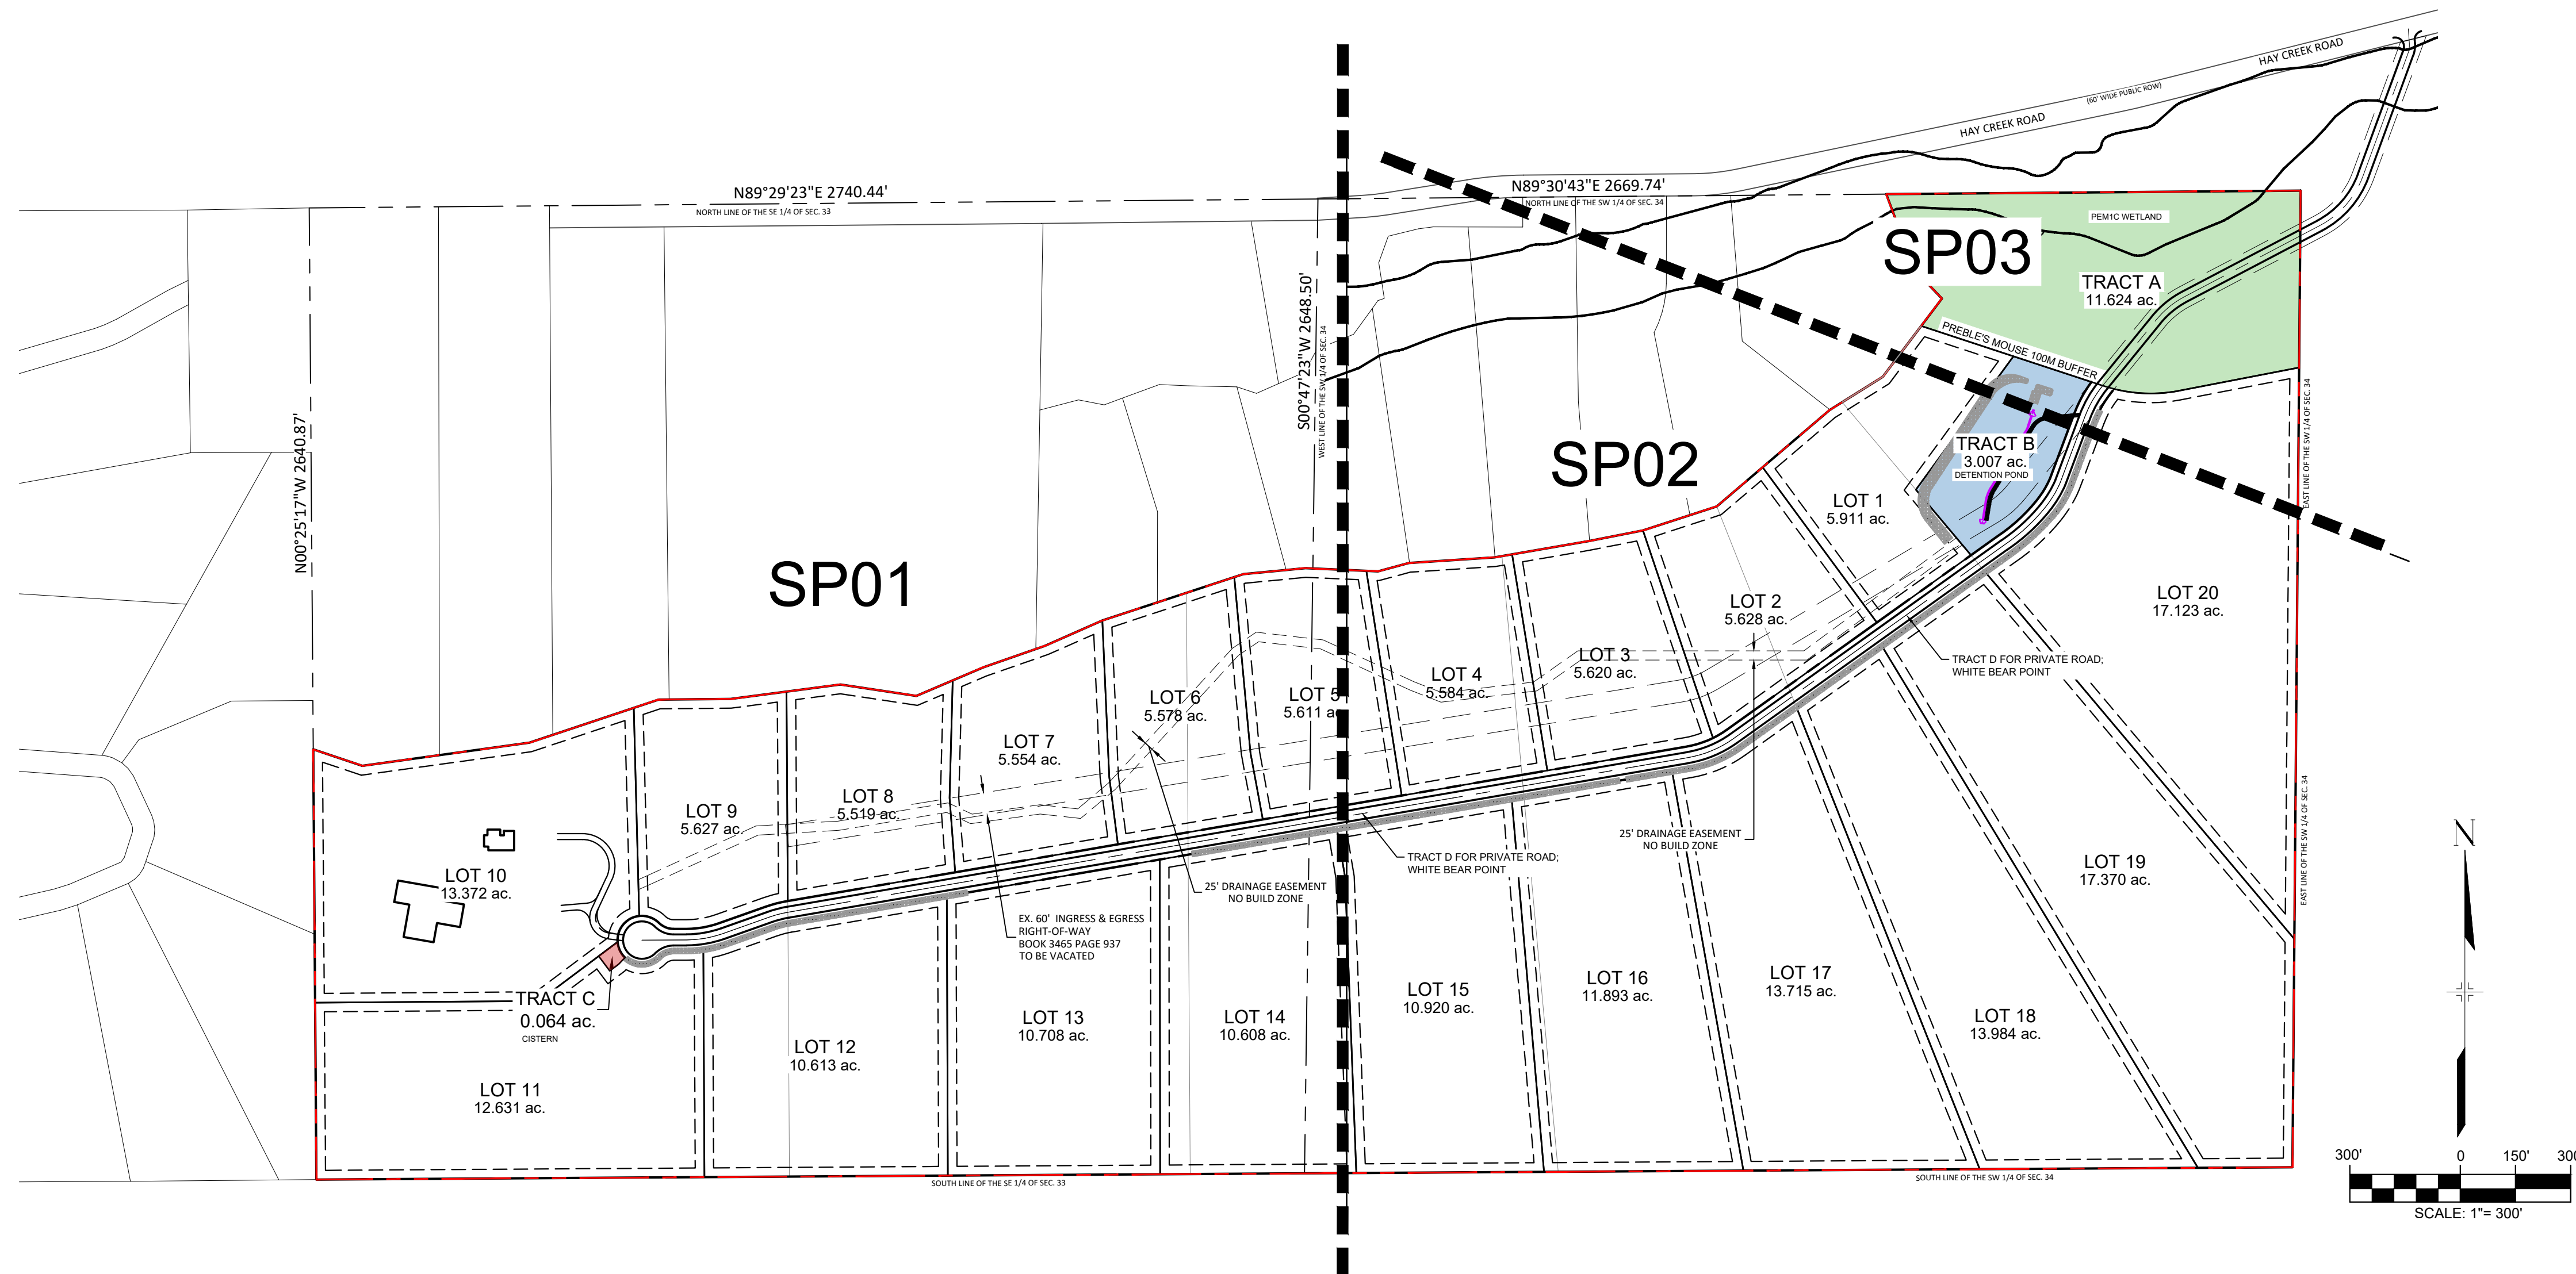 HAY CREEK ROAD
(60' WIDE PUBLIC ROW)
HAY CREEK ROAD
N89°29'23"E 2740.44'
NORTH LINE OF THE SE 1/4 OF SEC. 33
N89°30'43"E 2669.74'
NORTH LINE OF THE SW 1/4 OF SEC. 34
PEM1C WETLAND
SP03
TRACT A
11.624 ac.
PREBLE'S MOUSE 100M BUFFER
S00°47'23"W 2648.50'
WEST LINE OF THE SW 1/4 OF SEC. 34
N00°25'17"W 2640.87'
EAST LINE OF THE SW 1/4 OF SEC. 34
SP02
TRACT B
3.007 ac.
DETENTION POND
LOT 1
5.911 ac.
SP01
LOT 20
17.123 ac.
LOT 2
5.628 ac.
LOT 3
5.620 ac.
TRACT D FOR PRIVATE ROAD;
WHITE BEAR POINT
LOT 4
5.584 ac.
LOT 5
5.611 a
LOT 6
5.578 ac.
LOT 7
5.554 ac.
LOT 8
5.519 ac.
LOT 9
5.627 ac.
LOT 10
13.372 ac.
25' DRAINAGE EASEMENT
NO BUILD ZONE
TRACT D FOR PRIVATE ROAD;
WHITE BEAR POINT
25' DRAINAGE EASEMENT
NO BUILD ZONE
EX. 60' INGRESS & EGRESS
RIGHT-OF-WAY
BOOK 3465 PAGE 937
TO BE VACATED
EAST LINE OF THE SW 1/4 OF SEC. 34
LOT 19
17.370 ac.
N
TRACT C
0.064 ac.
CISTERN
LOT 11
12.631 ac.
LOT 12
10.613 ac.
LOT 13
10.708 ac.
LOT 14
10.608 ac.
LOT 15
10.920 ac.
LOT 16
11.893 ac.
LOT 17
13.715 ac.
LOT 18
13.984 ac.
SOUTH LINE OF THE SE 1/4 OF SEC. 33
SOUTH LINE OF THE SW 1/4 OF SEC. 34
300' 0 150' 300
SCALE: 1"= 300'